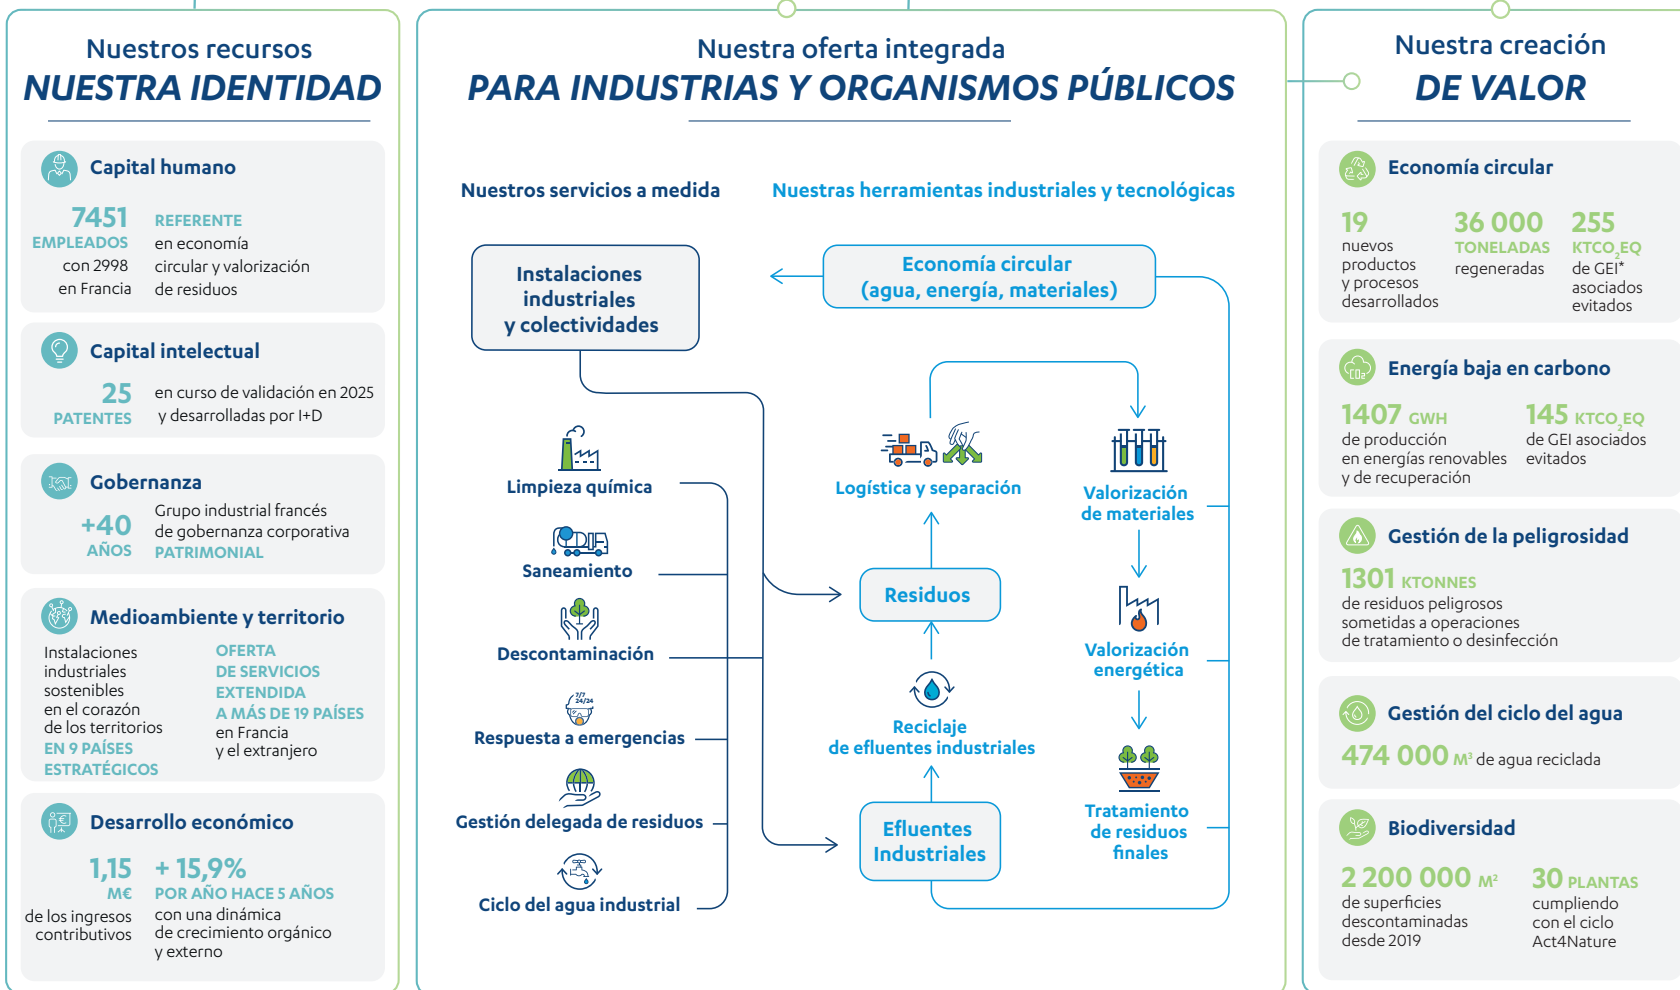 Nuestros recursos
NUESTRA IDENTIDAD
Capital humano
7451
EMPLEADOS
con 2998
en Francia
REFERENTE
en economía
circular y valorización
de residuos
Capital intelectual
25
PATENTES
en curso de validación en 2025
y desarrolladas por I+D
Gobernanza
+40
AÑOS
Grupo industrial francés
de gobernanza corporativa
PATRIMONIAL
Medioambiente y territorio
Instalaciones
industriales
sostenibles
en el corazón
de los territorios
EN 9 PAÍSES
ESTRATÉGICOS
OFERTA
DE SERVICIOS
EXTENDIDA
A MÁS DE 19 PAÍSES
en Francia
y el extranjero
Desarrollo económico
1,15
M€
de los ingresos
contributivos
+ 15,9%
POR AÑO HACE 5 AÑOS
con una dinámica
de crecimiento orgánico
y externo
Nuestra oferta integrada
PARA INDUSTRIAS Y ORGANISMOS PÚBLICOS
Nuestros servicios a medida
Nuestras herramientas industriales y tecnológicas
Instalaciones
industriales
y colectividades
Economía circular
(agua, energía, materiales)
Limpieza química
Saneamiento
Descontaminación
7/7
24/24
Respuesta a emergencias
Gestión delegada de residuos
Ciclo del agua industrial
Logística y separación
Residuos
Reciclaje
de efluentes industriales
Efluentes
Industriales
Valorización
de materiales
Valorización
energética
Tratamiento
de residuos
finales
Nuestra creación
DE VALOR
Economía circular
19
nuevos
productos
y procesos
desarrollados
36 000
TONELADAS
regeneradas
255
KTCO₂EQ
de GEI*
asociados
evitados
CO₂
Energía baja en carbono
1407 GWH
de producción
en energías renovables
y de recuperación
145 KTCO₂EQ
de GEI asociados
evitados
Gestión de la peligrosidad
1301 KTONNES
de residuos peligrosos
sometidas a operaciones
de tratamiento o desinfección
Gestión del ciclo del agua
474 000 M³ de agua reciclada
Biodiversidad
2 200 000 M²
de superficies
descontaminadas
desde 2019
30 PLANTAS
cumpliendo
con el ciclo
Act4Nature